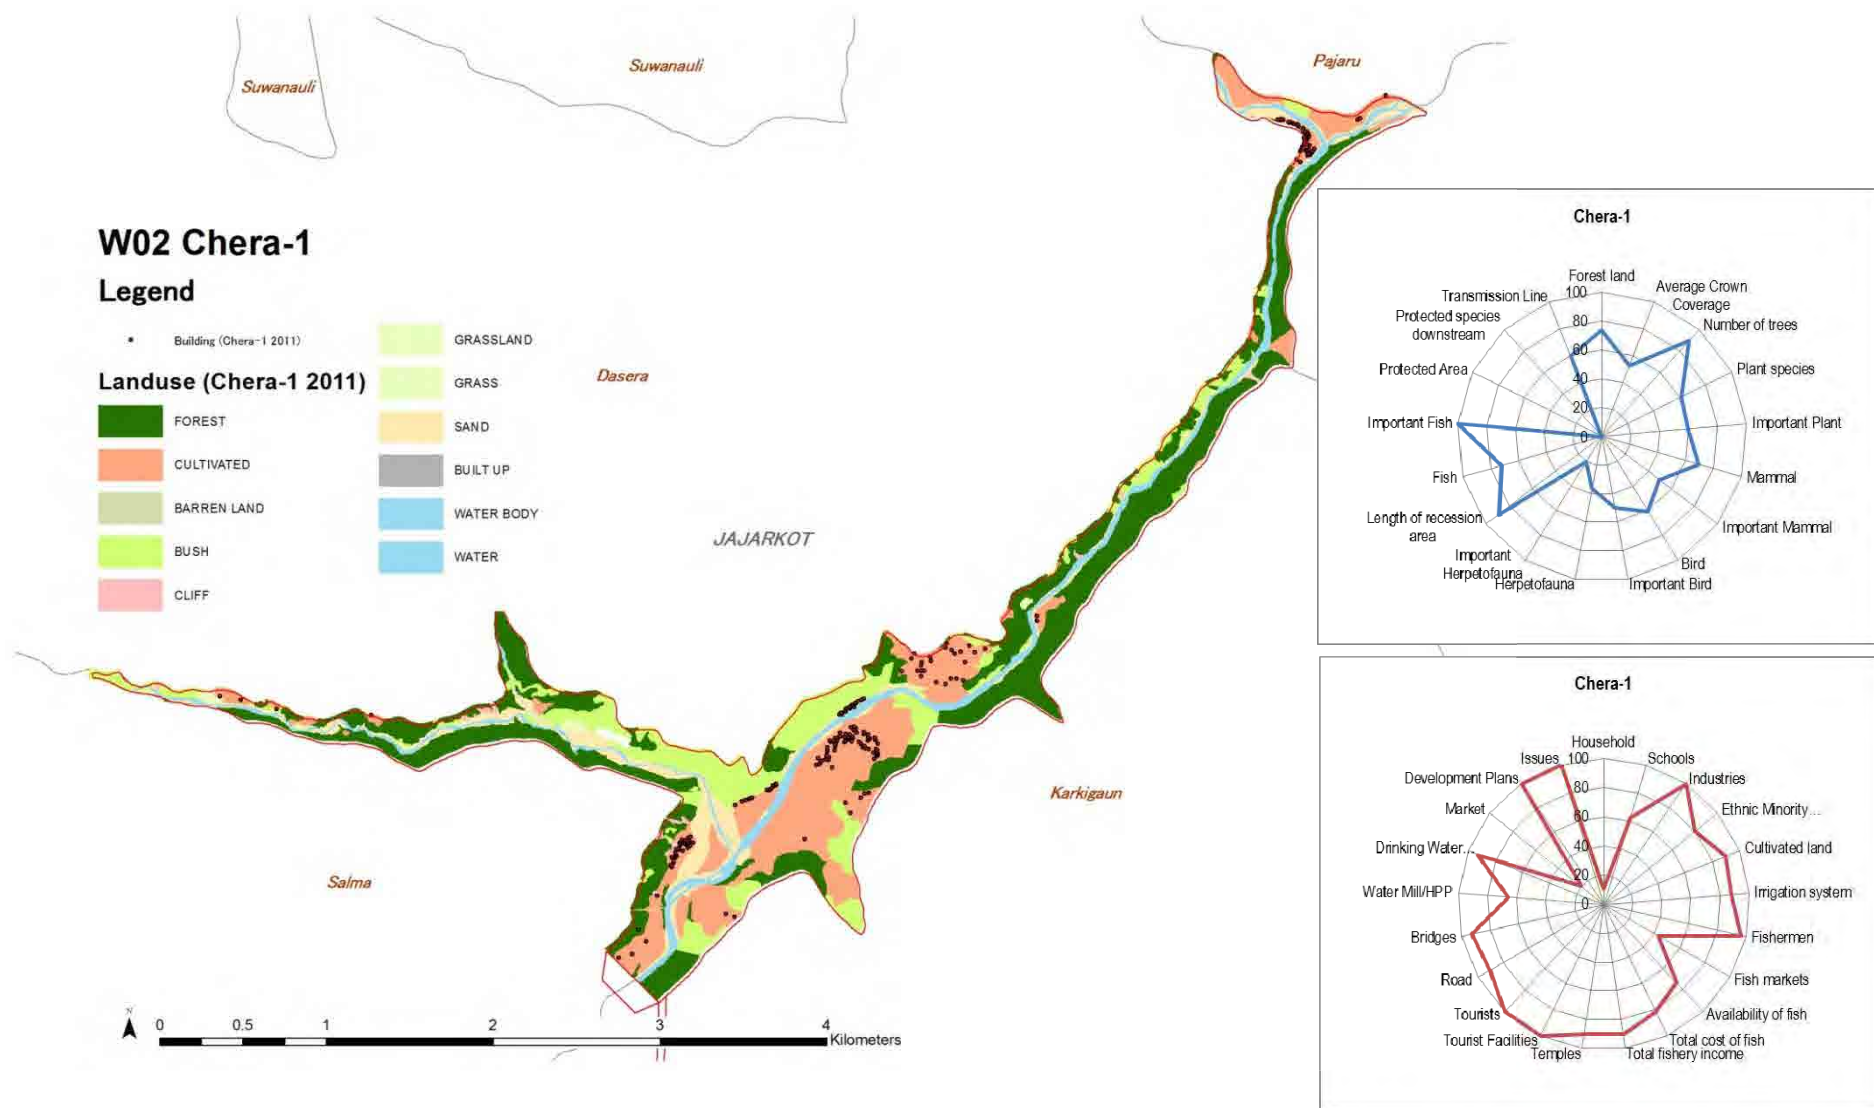 Suwanauli
Suwanauli
Pajaru
W02 Chera-1
Legend
Building (Chera-1 2011)
Landuse (Chera-1 2011)
FOREST
CULTIVATED
BARREN LAND
BUSH
CLIFF
GRASSLAND
GRASS
SAND
BUILT UP
WATER BODY
WATER
Dasera
JAJARKOT
Karkigaun
Salma
N
0
0.5
1
2
3
4
Kilometers
Chera-1
Forest land
Average Crown
Coverage
Number of trees
Plant species
Important Plant
Mammal
Important Mammal
Bird
Important Bird
Herpetofauna
Important
Herpetofauna
Length of recession
area
Fish
Important Fish
Protected Area
Protected species
downstream
Transmission Line
100
80
60
40
20
0
Chera-1
Household
Schools
Industries
Ethnic Minority...
Cultivated land
Irrigation system
Fishermen
Fish markets
Availability of fish
Total cost of fish
Total fishery income
Temples
Tourist Facilities
Tourists
Road
Bridges
Water Mill/HPP
Drinking Water...
Market
Development Plans
Issues
100
80
60
40
20
0